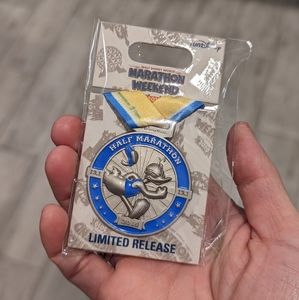 MARATHON
WEEKEND
HALF MARATHON
13.1
13.1
LIMITED RELEASE